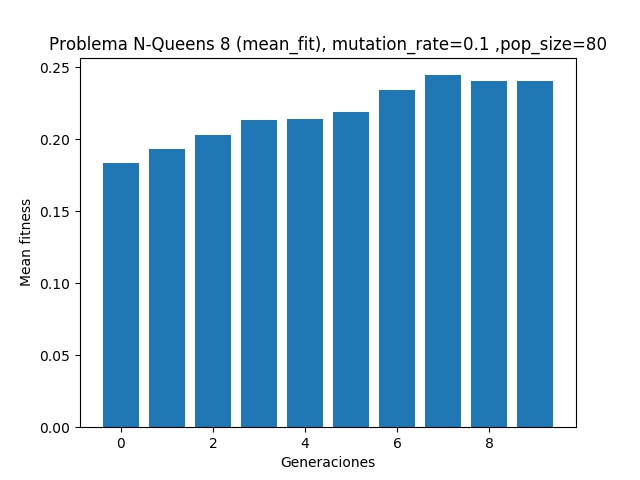 Problema N-Queens 8 (mean_fit), mutation_rate=0.1 ,pop_size=80
0.25
0.20
0.15
0.10
0.05
0.00
Mean fitness
0 2 4 6 8
Generaciones